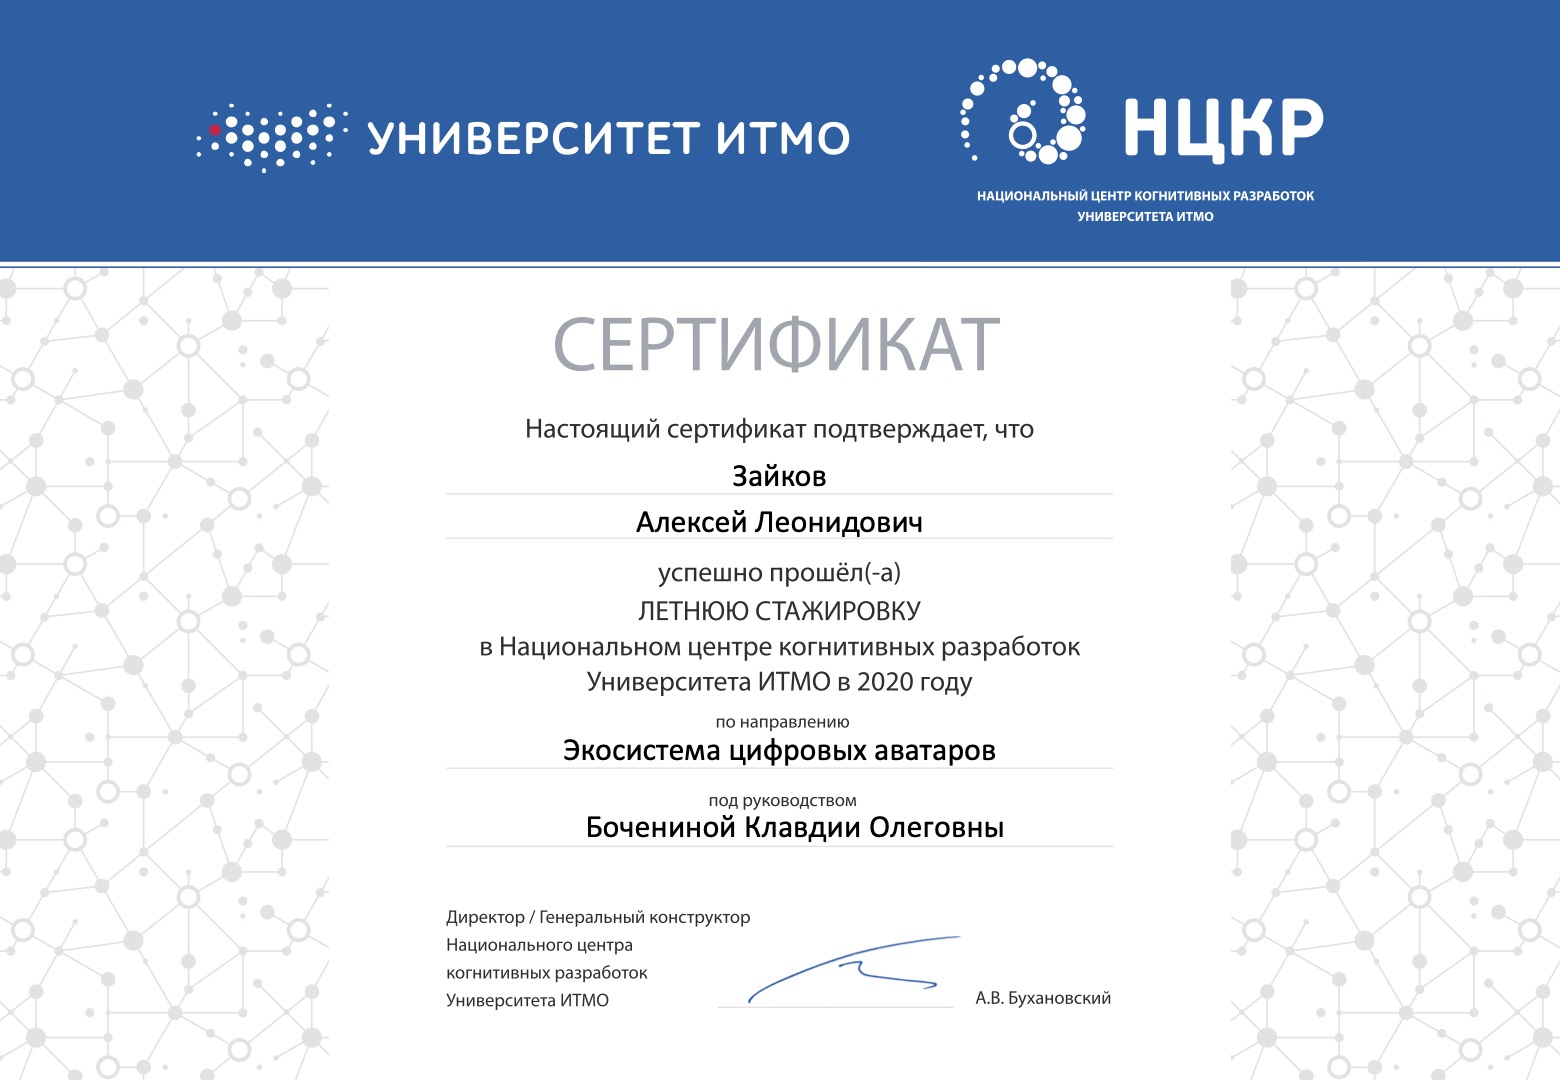 УНИВЕРСИТЕТ ИТМО
НЦКР
НАЦИОНАЛЬНЫЙ ЦЕНТР КОГНИТИВНЫХ РАЗРАБОТОК
УНИВЕРСИТЕТА ИТМО
СЕРТИФИКАТ
Настоящий сертификат подтверждает, что
Зайков
Алексей Леонидович
успешно прошёл(-а)
ЛЕТНЮЮ СТАЖИРОВКУ
в Национальном центре когнитивных разработок
Университета ИТМО в 2020 году
по направлению
Экосистема цифровых аватаров
под руководством
Бочениной Клавдии Олеговны
Директор / Генеральный конструктор
Национального центра
когнитивных разработок
Университета ИТМО
А.В. Бухановский